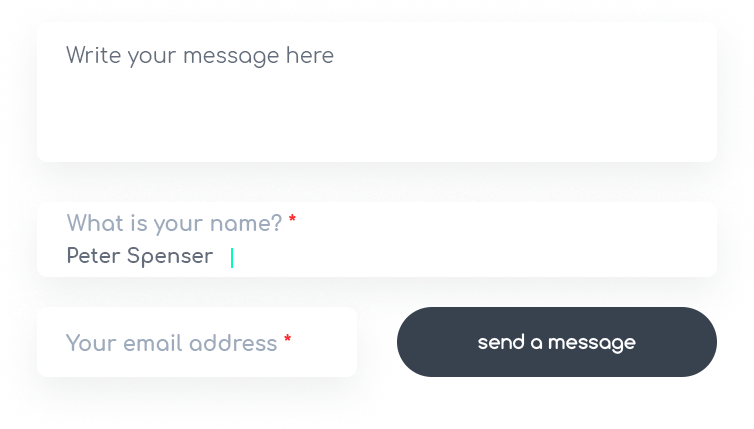 Write your message here
What is your name? *
Peter Spenser
Your email address *
send a message